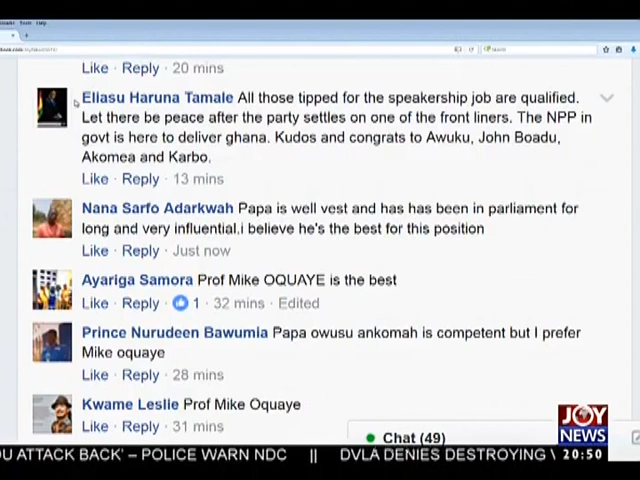 Like · Reply · 20 mins
Eliasu Haruna Tamale All those tipped for the speakership job are qualified.
Let there be peace after the party settles on one of the front liners. The NPP in
govt is here to deliver ghana. Kudos and congrats to Awuku, John Boadu,
Akomea and Karbo.
Like · Reply · 13 mins
Nana Sarfo Adarkwah Papa is well vest and has has been in parliament for
long and very influential.i believe he's the best for this position
Like · Reply · Just now
Ayariga Samora Prof Mike OQUAYE is the best
Like · Reply · 1 · 32 mins · Edited
Prince Nurudeen Bawumia Papa owusu ankomah is competent but I prefer
Mike oquaye
Like · Reply · 28 mins
Kwame Leslie Prof Mike Oquaye
Like · Reply · 31 mins
Chat (49)
JOY
NEWS
OU ATTACK BACK' – POLICE WARN NDC || DVLA DENIES DESTROYING 20:50